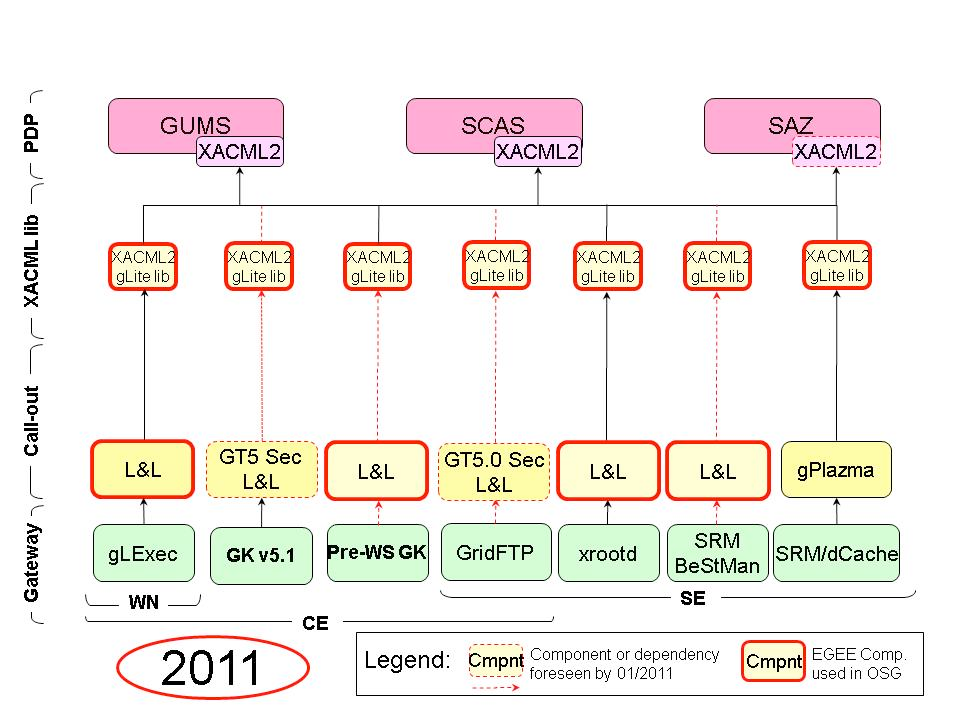 PDP
GUMS
XACML2
SCAS
XACML2
SAZ
XACML2
XACML lib
XACML2
gLite lib
XACML2
gLite lib
XACML2
gLite lib
XACML2
gLite lib
XACML2
gLite lib
XACML2
gLite lib
XACML2
gLite lib
Call-out
L&L
GT5 Sec
L&L
L&L
GT5.0 Sec
L&L
L&L
L&L
gPlazma
Gateway
gLExec
GK v5.1
Pre-WS GK
GridFTP
xrootd
SRM
BeStMan
SRM/dCache
WN
SE
CE
2011
Legend:
Cmpnt
Component or dependency
foreseen by 01/2011
Cmpnt
EGEE Comp.
used in OSG